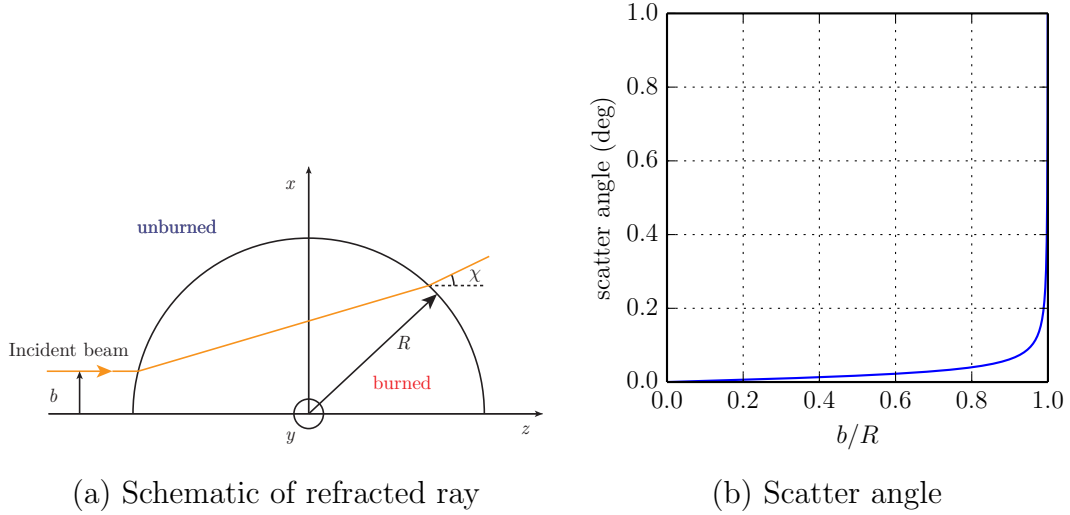 x
unburned
χ
Incident beam
R
b
burned
y
z
(a) Schematic of refracted ray
1.0
0.8
0.6
0.4
0.2
0.0
scatter angle (deg)
0.0 0.2 0.4 0.6 0.8 1.0
b/R
(b) Scatter angle